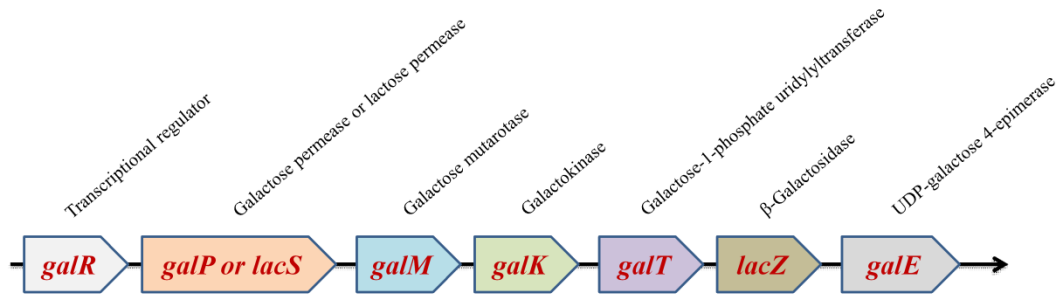 Transcriptional regulator
Galactose permease or lactose permease
Galactose mutarotase
Galactokinase
Galactose-1-phosphate uridylyltransferase
β-Galactosidase
UDP-galactose 4-epimerase
galR
galP or lacS
galM
galK
galT
lacZ
galE